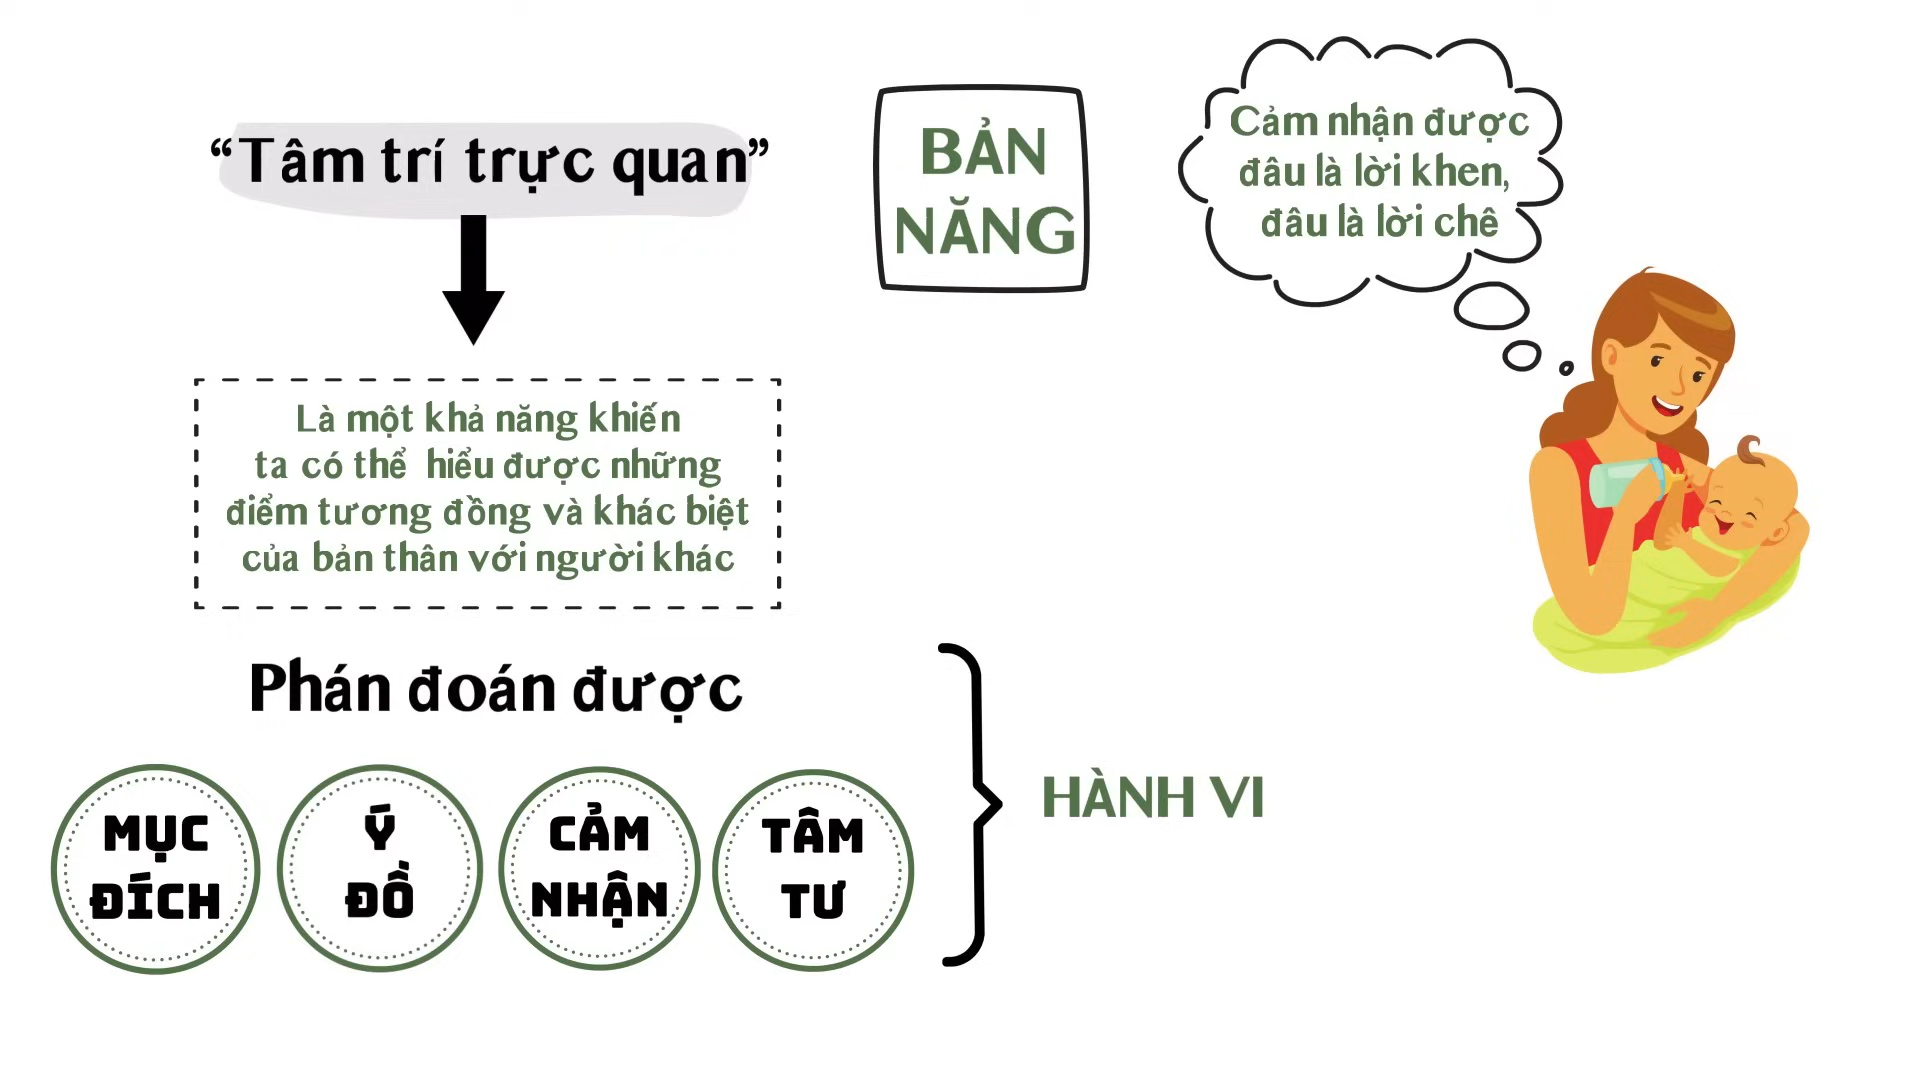 “Tâm trí trực quan”
BẢN
NĂNG
Cảm nhận được
đâu là lời khen,
đâu là lời chê
Là một khả năng khiến
ta có thể hiểu được những
điểm tương đồng và khác biệt
của bản thân với người khác
Phán đoán được
MỤC
ĐÍCH
Ý
ĐỒ
CẢM
NHẬN
TÂM
TƯ
HÀNH VI